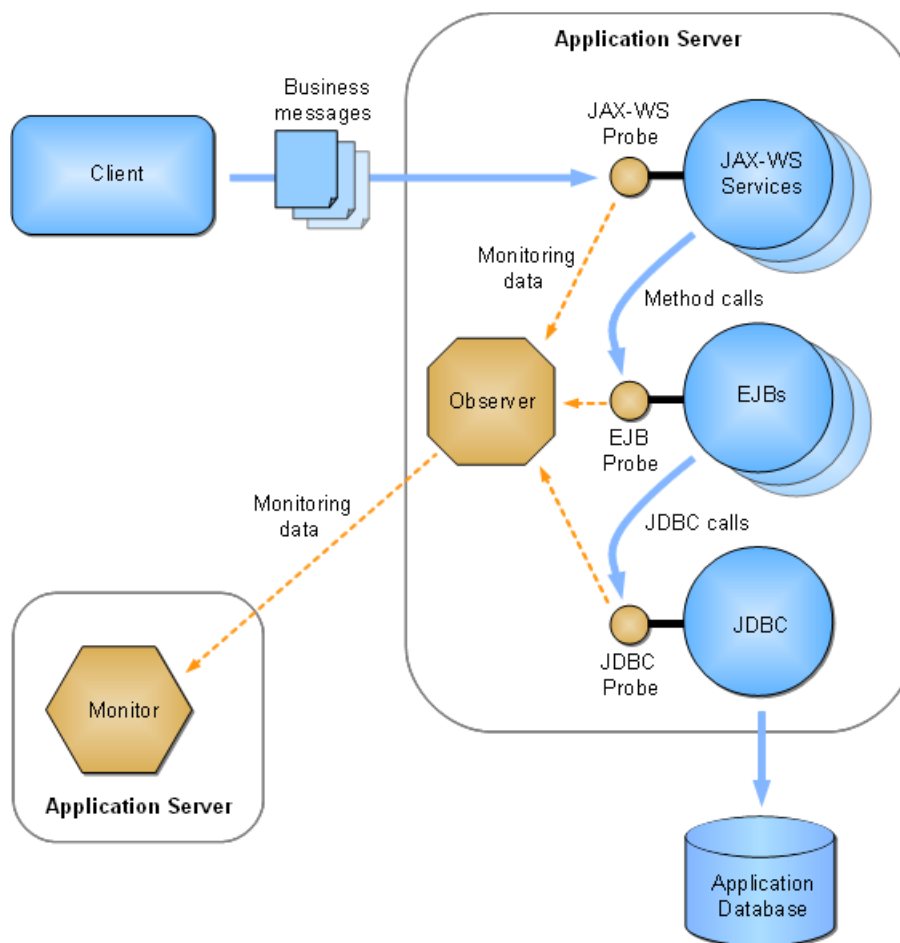 Application Server
Business
messages
Client
JAX-WS
Probe
JAX-WS
Services
Monitoring
data
Method calls
Observer
EJB
Probe
EJBs
Monitoring
data
JDBC calls
JDBC
Probe
JDBC
Monitor
Application Server
Application
Database